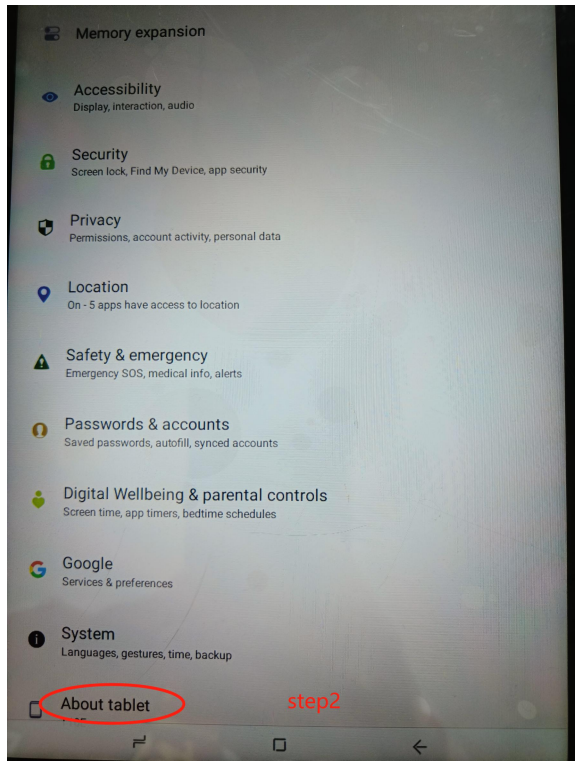 Memory expansion
Accessibility
Display, interaction, audio
Security
Screen lock, Find My Device, app security
Privacy
Permissions, account activity, personal data
Location
On - 5 apps have access to location
Safety & emergency
Emergency SOS, medical info, alerts
Passwords & accounts
Saved passwords, autofill, synced accounts
Digital Wellbeing & parental controls
Screen time, app timers, bedtime schedules
Google
Services & preferences
System
Languages, gestures, time, backup
About tablet
step2